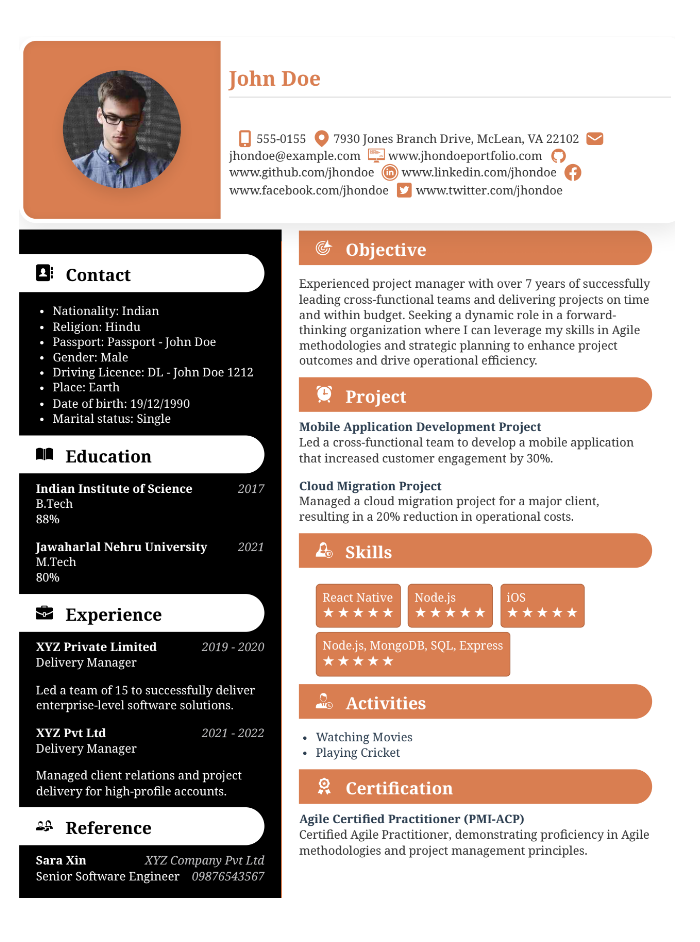 John Doe
555-0155 7930 Jones Branch Drive, McLean, VA 22102
jhondoe@example.com www.jhondoeportfolio.com
www.github.com/jhondoe www.linkedin.com/jhondoe
www.facebook.com/jhondoe www.twitter.com/jhondoe
Contact
• Nationality: Indian
• Religion: Hindu
• Passport: Passport - John Doe
• Gender: Male
• Driving Licence: DL - John Doe 1212
• Place: Earth
• Date of birth: 19/12/1990
• Marital status: Single
Education
Indian Institute of Science 2017
B.Tech
88%
Jawaharlal Nehru University 2021
M.Tech
80%
Experience
XYZ Private Limited 2019 - 2020
Delivery Manager
Led a team of 15 to successfully deliver
enterprise-level software solutions.
XYZ Pvt Ltd 2021 - 2022
Delivery Manager
Managed client relations and project
delivery for high-profile accounts.
Reference
Sara Xin XYZ Company Pvt Ltd
Senior Software Engineer 09876543567
Objective
Experienced project manager with over 7 years of successfully
leading cross-functional teams and delivering projects on time
and within budget. Seeking a dynamic role in a forward-
thinking organization where I can leverage my skills in Agile
methodologies and strategic planning to enhance project
outcomes and drive operational efficiency.
Project
Mobile Application Development Project
Led a cross-functional team to develop a mobile application
that increased customer engagement by 30%.
Cloud Migration Project
Managed a cloud migration project for a major client,
resulting in a 20% reduction in operational costs.
Skills
React Native Node.js iOS
★★★★★ ★★★★★ ★★★★★
Node.js, MongoDB, SQL, Express
★★★★★
Activities
• Watching Movies
• Playing Cricket
Certification
Agile Certified Practitioner (PMI-ACP)
Certified Agile Practitioner, demonstrating proficiency in Agile
methodologies and project management principles.